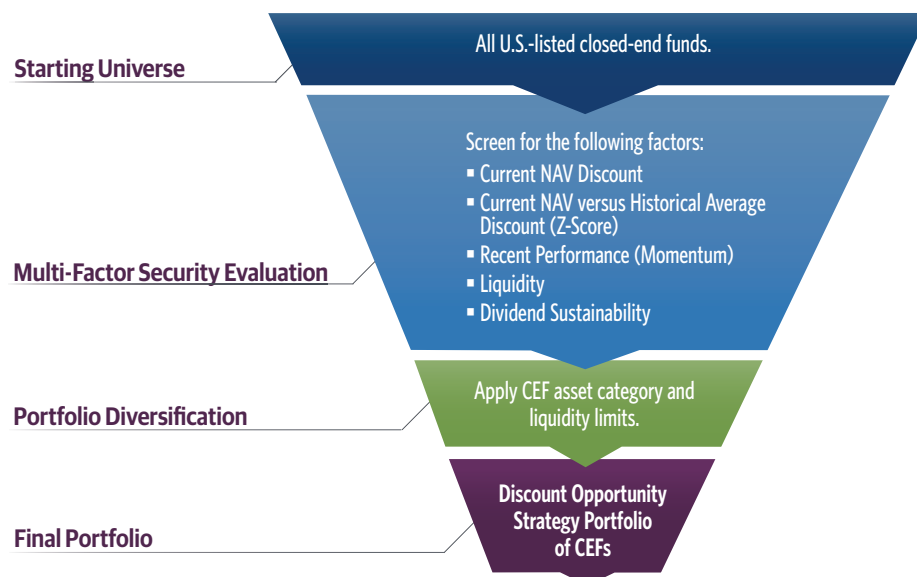 All U.S.-listed closed-end funds.
Starting Universe
Screen for the following factors:
▪ Current NAV Discount
▪ Current NAV versus Historical Average
Discount (Z-Score)
▪ Recent Performance (Momentum)
▪ Liquidity
▪ Dividend Sustainability
Multi-Factor Security Evaluation
Apply CEF asset category and
liquidity limits.
Portfolio Diversification
Discount Opportunity
Strategy Portfolio
of CEFs
Final Portfolio